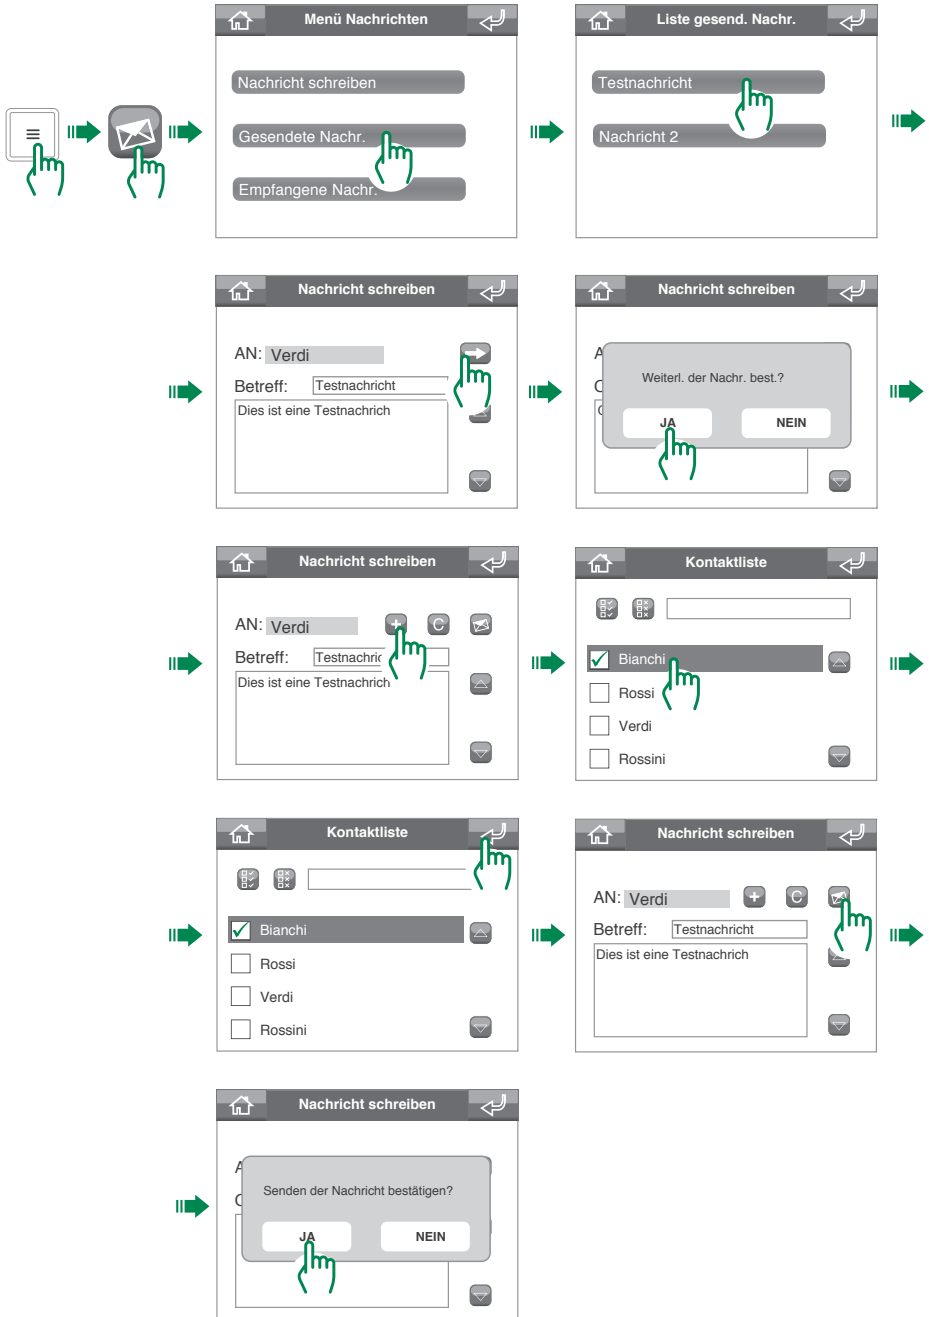 Menü Nachrichten
Nachricht schreiben
Gesendete Nachr.
Empfangene Nachr.
Liste gesend. Nachr.
Testnachricht
Nachricht 2
Nachricht schreiben
AN: Verdi
Betreff: Testnachricht
Dies ist eine Testnachrich
Nachricht schreiben
A
Weiterl. der Nachr. best.?
JA NEIN
Nachricht schreiben
AN: Verdi C
Betreff: Testnachric
Dies ist eine Testnachrich
Kontaktliste
Bianchi
Rossi
Verdi
Rossini
Kontaktliste
Bianchi
Rossi
Verdi
Rossini
Nachricht schreiben
AN: Verdi + C
Betreff: Testnachricht
Dies ist eine Testnachrich
Nachricht schreiben
A
Senden der Nachricht bestätigen?
JA NEIN